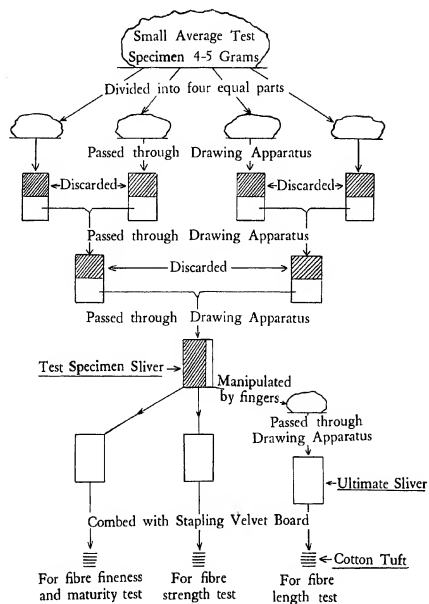 Small Average Test
Specimen 4-5 Grams
Divided into four equal parts
Passed through Drawing Apparatus
Discarded
Discarded
Passed through Drawing Apparatus
Discarded
Passed through Drawing Apparatus
Test Specimen Sliver
Manipulated
by fingers
Passed through
Drawing Apparatus
Ultimate Sliver
Combed with Stapling Velvet Board
Cotton Tuft
For fibre fineness
and maturity test
For fibre
strength test
For fibre
length test